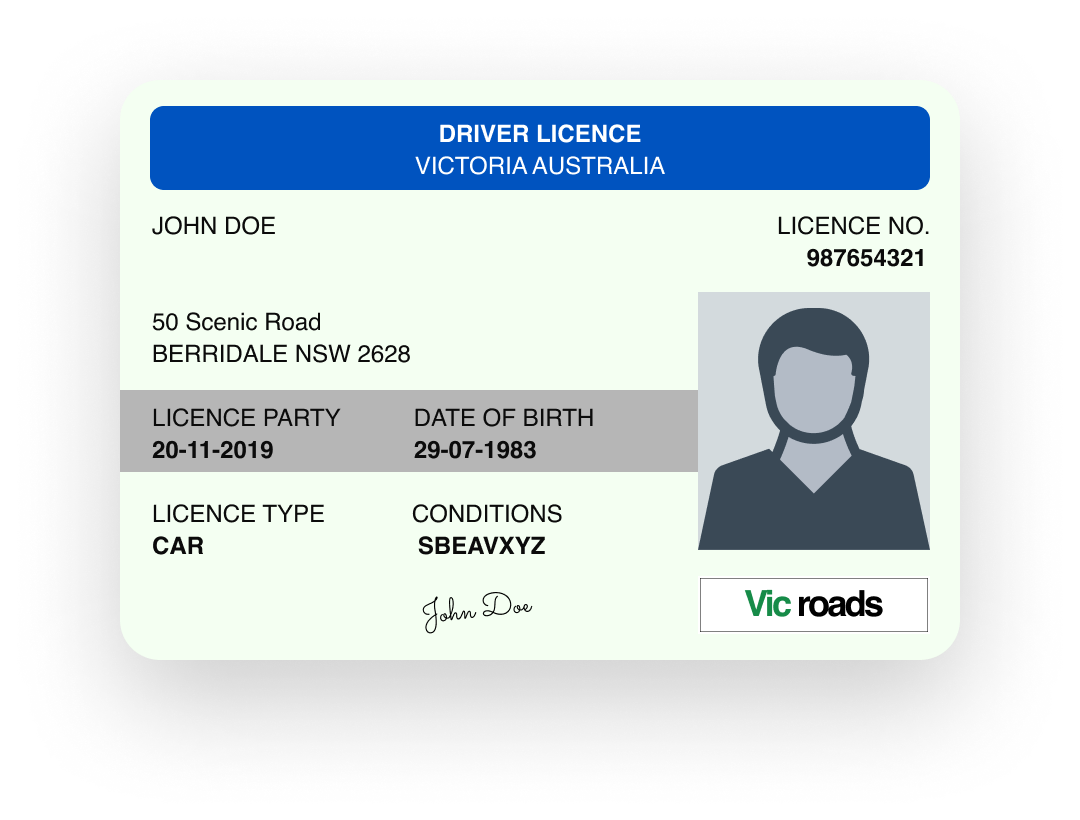 DRIVER LICENCE
VICTORIA AUSTRALIA
JOHN DOE
LICENCE NO.
987654321
50 Scenic Road
BERRIDALE NSW 2628
LICENCE PARTY DATE OF BIRTH
20-11-2019 29-07-1983
LICENCE TYPE CONDITIONS
CAR SBEAVXYZ
John Doe
Vic roads